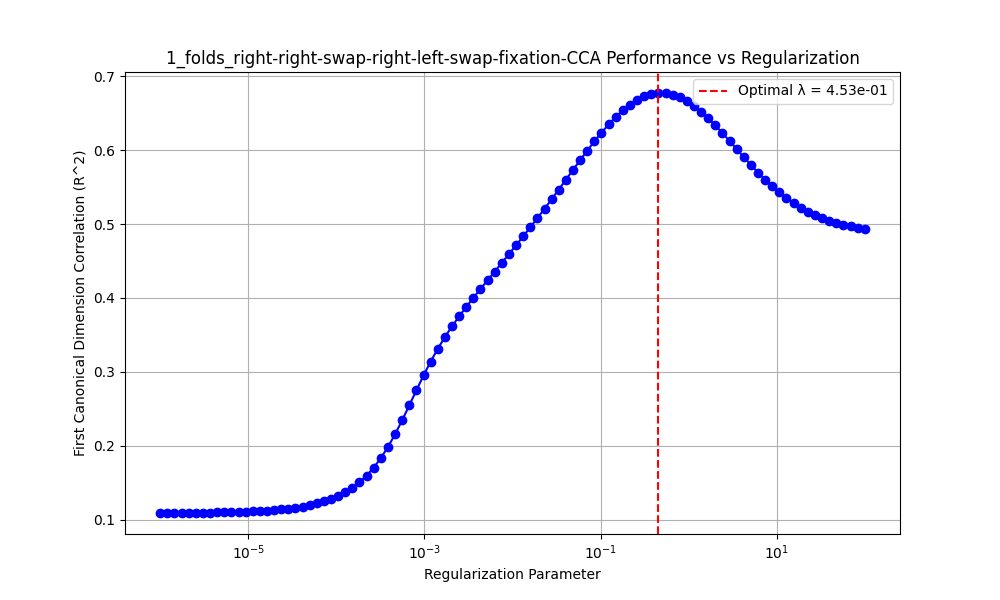 1_folds_right-right-swap-right-left-swap-fixation-CCA Performance vs Regularization
Optimal λ = 4.53e-01
First Canonical Dimension Correlation (R^2)
0.7
0.6
0.5
0.4
0.3
0.2
0.1
10⁻⁵ 10⁻³ 10⁻¹ 10¹
Regularization Parameter